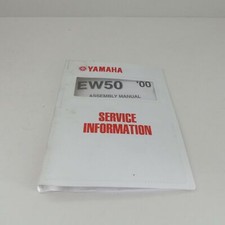 YAMAHA
EW50 '00
ASSEMBLY MANUAL
SERVICE
INFORMATION